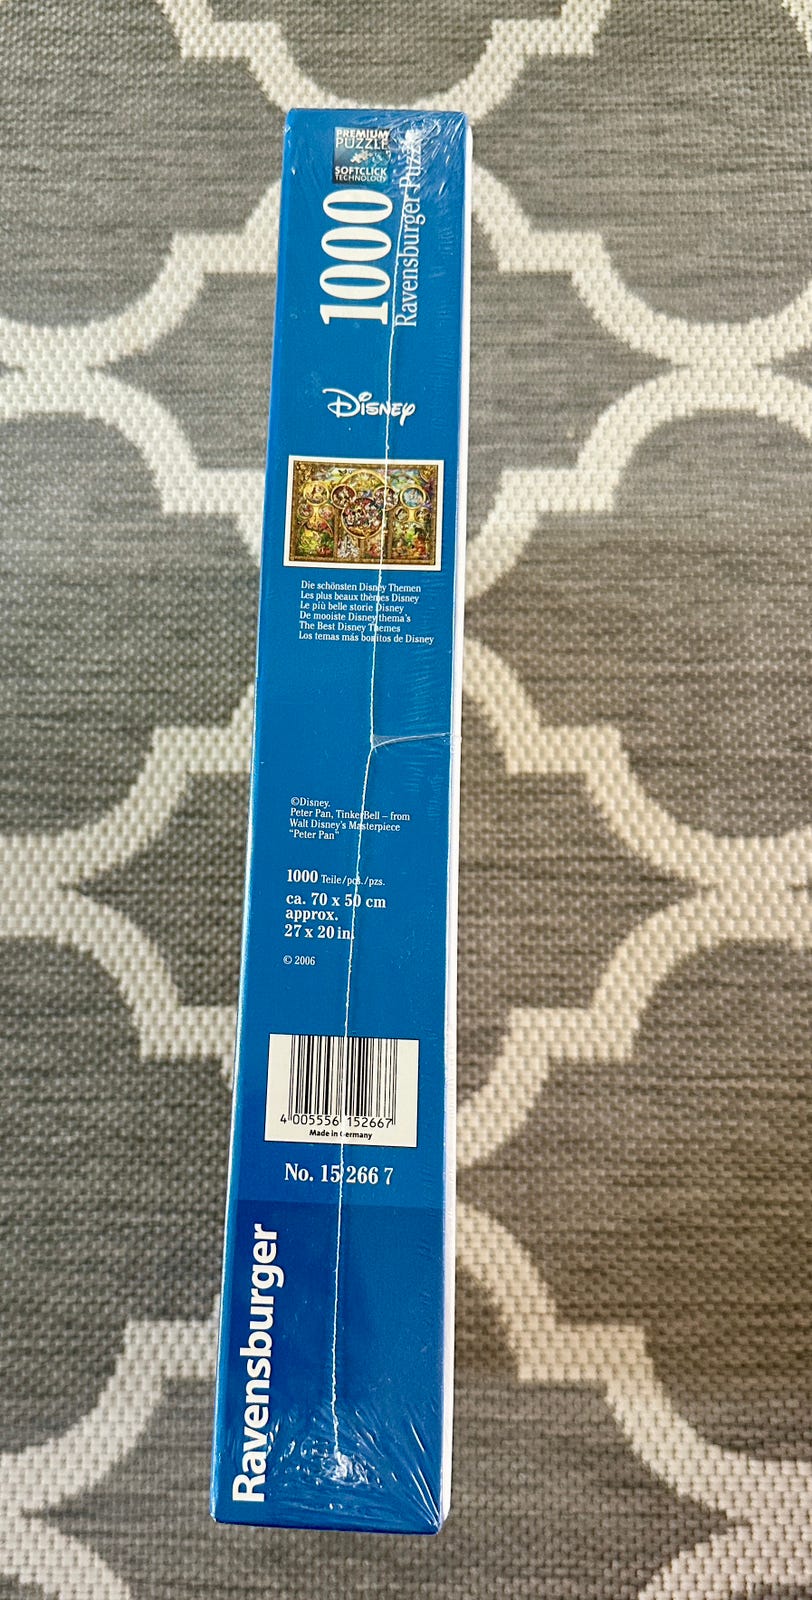 PREMIUM
PUZZLE
SOFTCLICK
TECHNOLOGY
1000
Ravensburger Puzzle
Disney
Die schönsten Disney Themen
Les plus beaux thèmes Disney
Le più belle storie Disney
De mooiste Disney thema's
The Best Disney Themes
Los temas más bonitos de Disney
©Disney.
Peter Pan, TinkerBell – from
Walt Disney's Masterpiece
"Peter Pan"
1000 Teile/pcs./pzs.
ca. 70 x 50 cm
approx.
27 x 20 in.
© 2006
4 005556 152667
Made in Germany
No. 15 266 7
Ravensburger